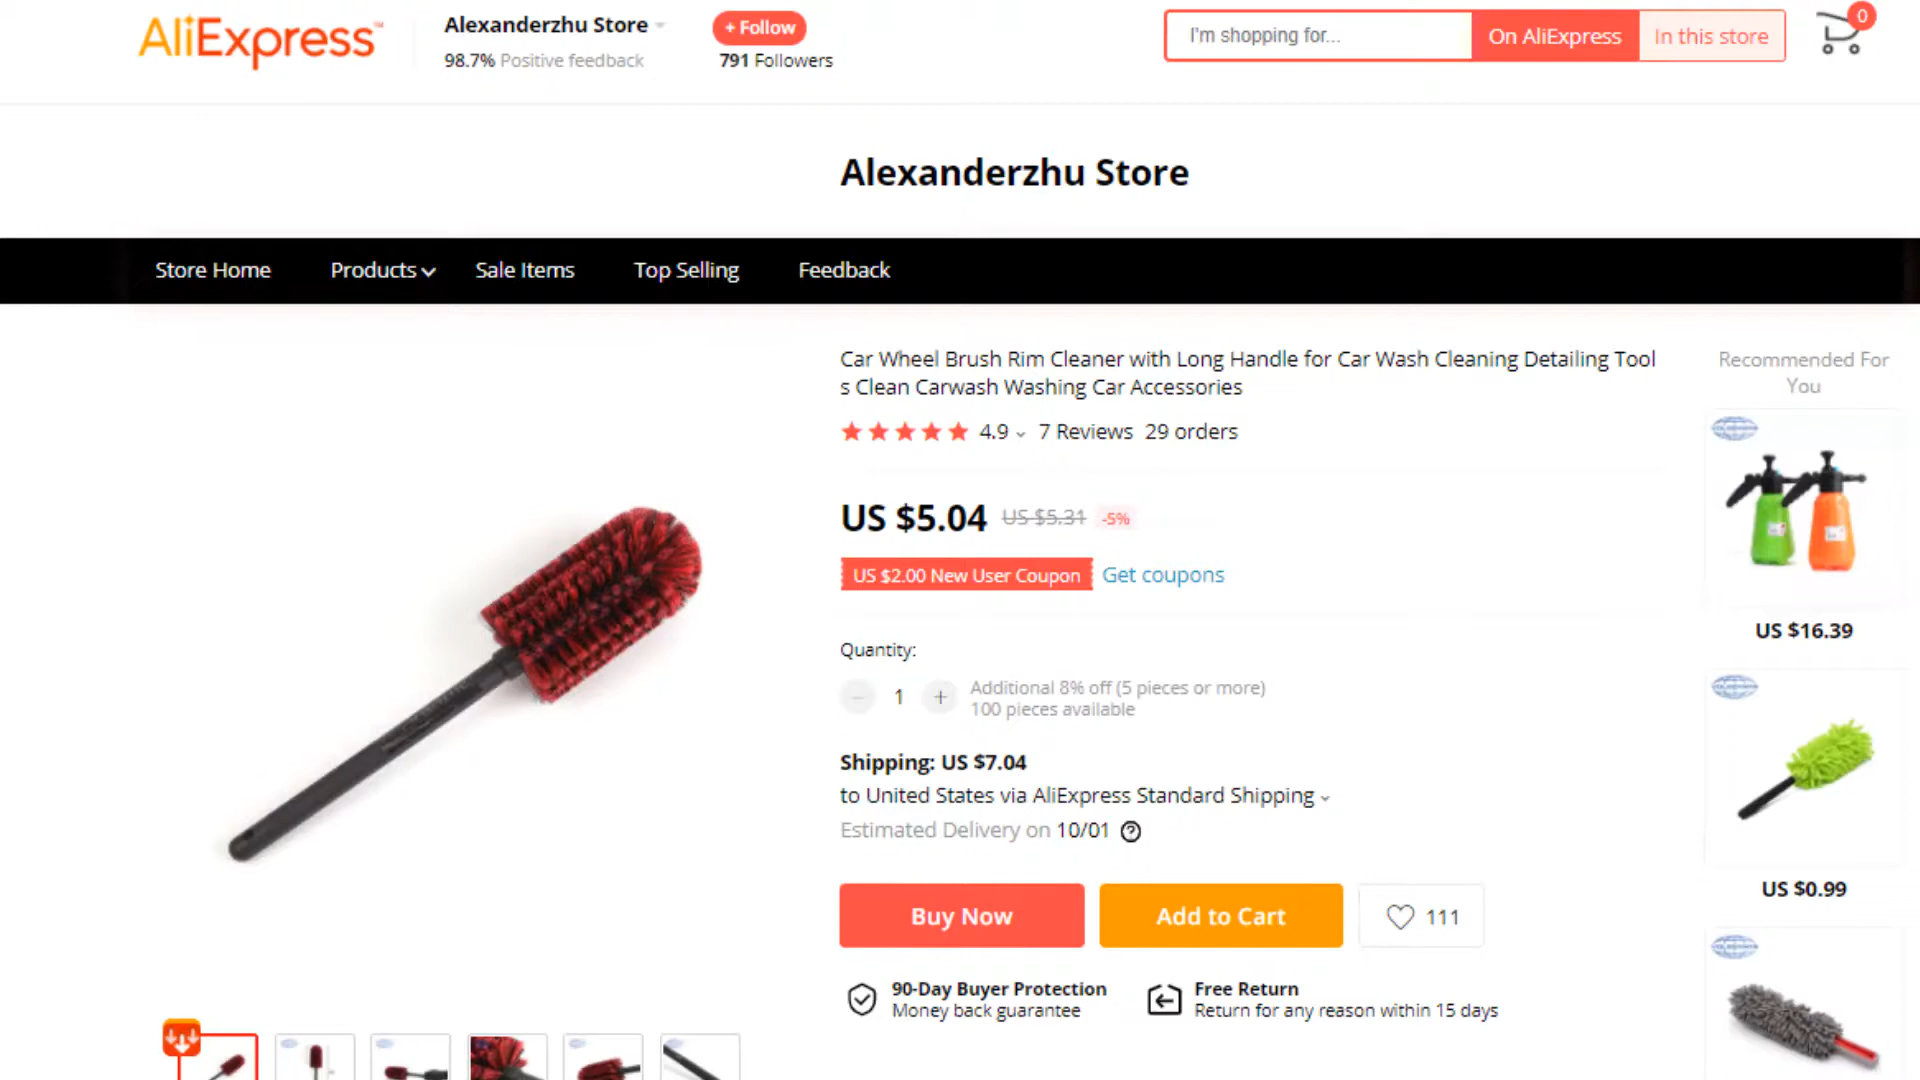 AliExpress™
Alexanderzhu Store
98.7% Positive feedback
+ Follow
791 Followers
I'm shopping for...
On AliExpress
In this store
0
Alexanderzhu Store
Store Home
Products
Sale Items
Top Selling
Feedback
Car Wheel Brush Rim Cleaner with Long Handle for Car Wash Cleaning Detailing Tool
s Clean Carwash Washing Car Accessories
4.9
7 Reviews
29 orders
US $5.04
US $5.31
-5%
US $2.00 New User Coupon
Get coupons
Quantity:
1
Additional 8% off (5 pieces or more)
100 pieces available
Shipping: US $7.04
to United States via AliExpress Standard Shipping
Estimated Delivery on 10/01
Buy Now
Add to Cart
111
90-Day Buyer Protection
Money back guarantee
Free Return
Return for any reason within 15 days
Recommended For
You
US $16.39
US $0.99